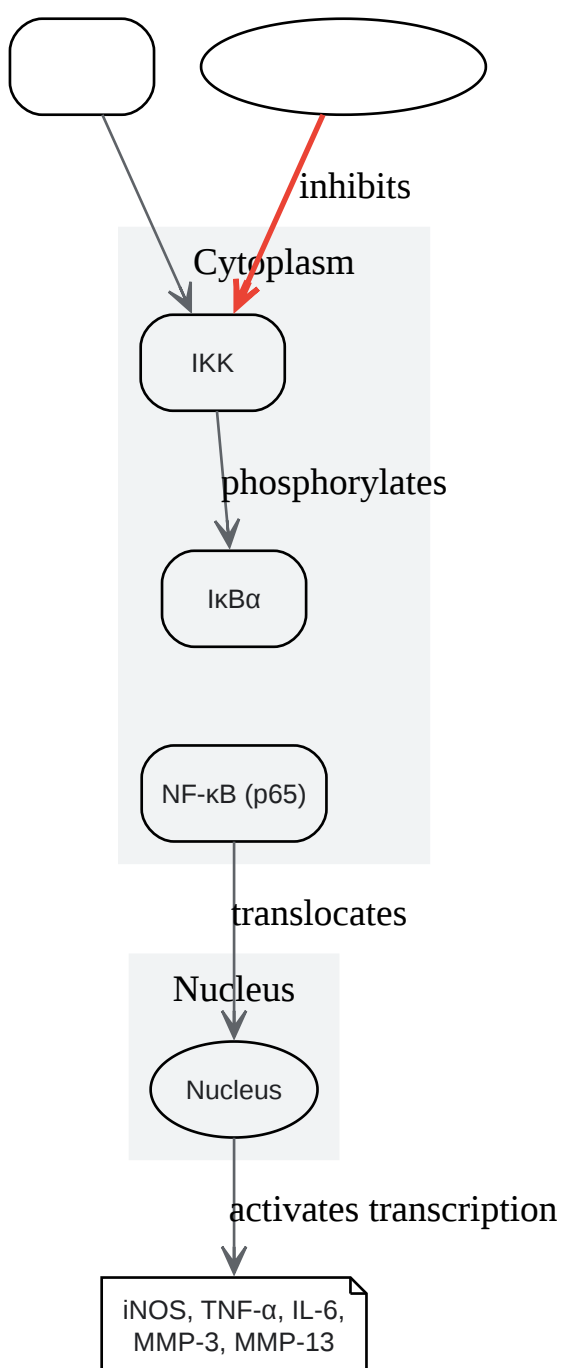 inhibits
Cytoplasm
IKK
phosphorylates
IκBα
NF-κB (p65)
translocates
Nucleus
Nucleus
activates transcription
iNOS, TNF-α, IL-6,
MMP-3, MMP-13